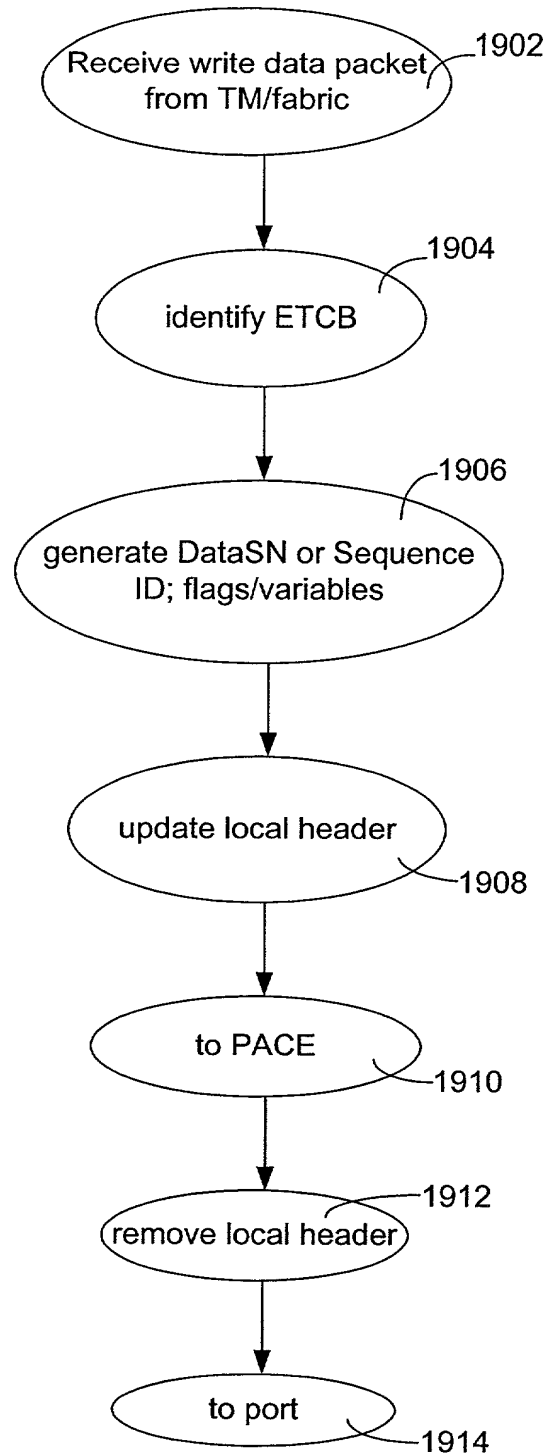 Receive write data packet
from TM/fabric
1902
1904
identify ETCB
1906
generate DataSN or Sequence
ID; flags/variables
update local header
1908
to PACE
1910
1912
remove local header
to port
1914